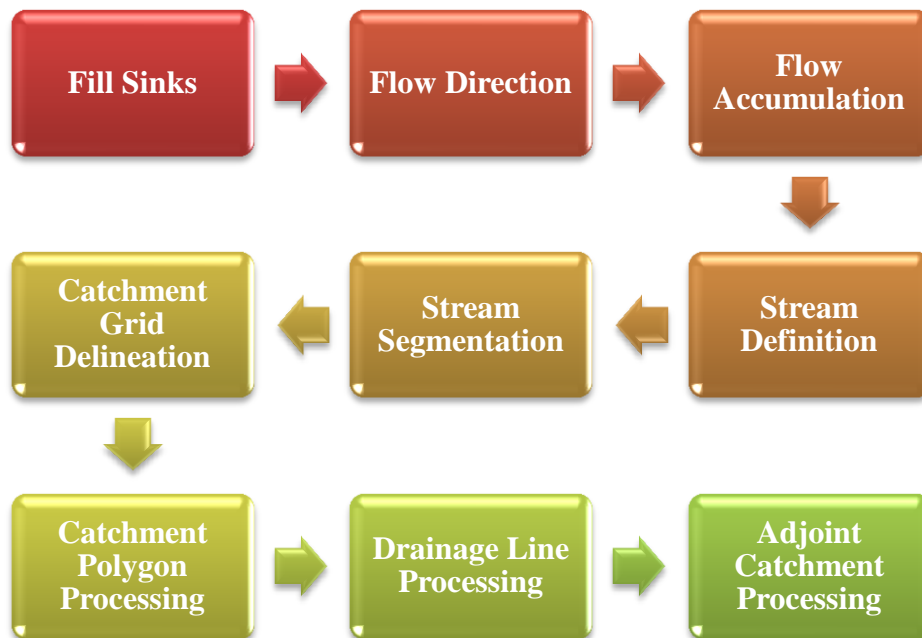 Fill Sinks
Flow Direction
Flow
Accumulation
Stream
Definition
Stream
Segmentation
Catchment
Grid
Delineation
Catchment
Polygon
Processing
Drainage Line
Processing
Adjoint
Catchment
Processing